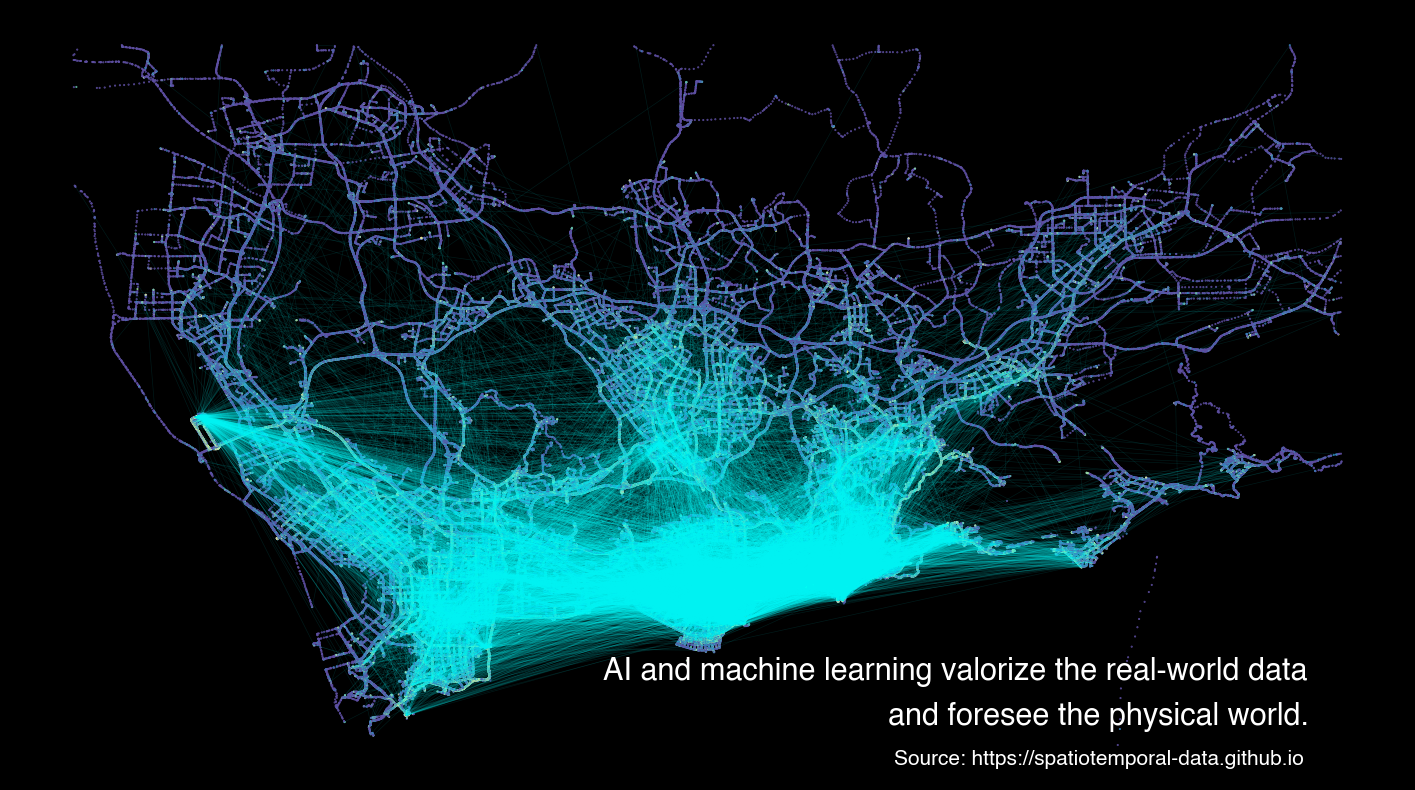 AI and machine learning valorize the real-world data
and foresee the physical world.
Source: https://spatiotemporal-data.github.io